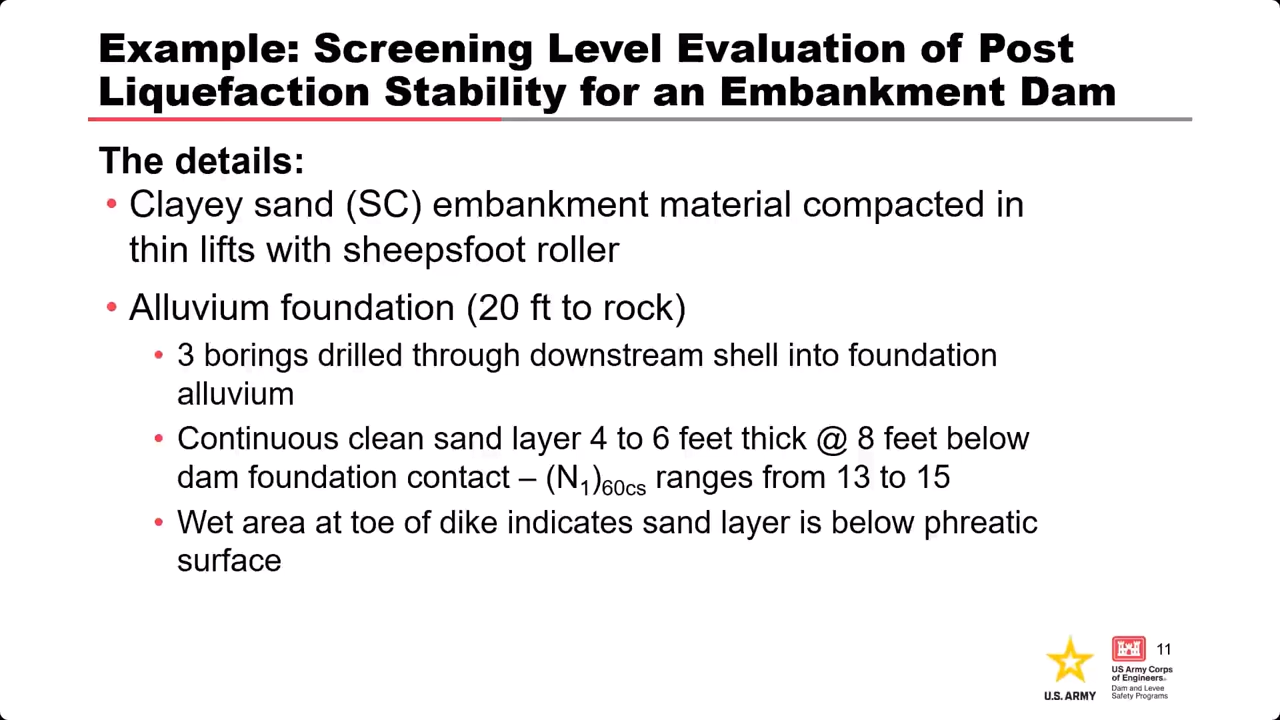 Example: Screening Level Evaluation of Post
Liquefaction Stability for an Embankment Dam
The details:
• Clayey sand (SC) embankment material compacted in
thin lifts with sheepsfoot roller
• Alluvium foundation (20 ft to rock)
• 3 borings drilled through downstream shell into foundation
alluvium
• Continuous clean sand layer 4 to 6 feet thick @ 8 feet below
dam foundation contact – (N1)60cs ranges from 13 to 15
• Wet area at toe of dike indicates sand layer is below phreatic
surface
11
U.S. ARMY
US Army Corps
of Engineers®
Dam and Levee
Safety Programs